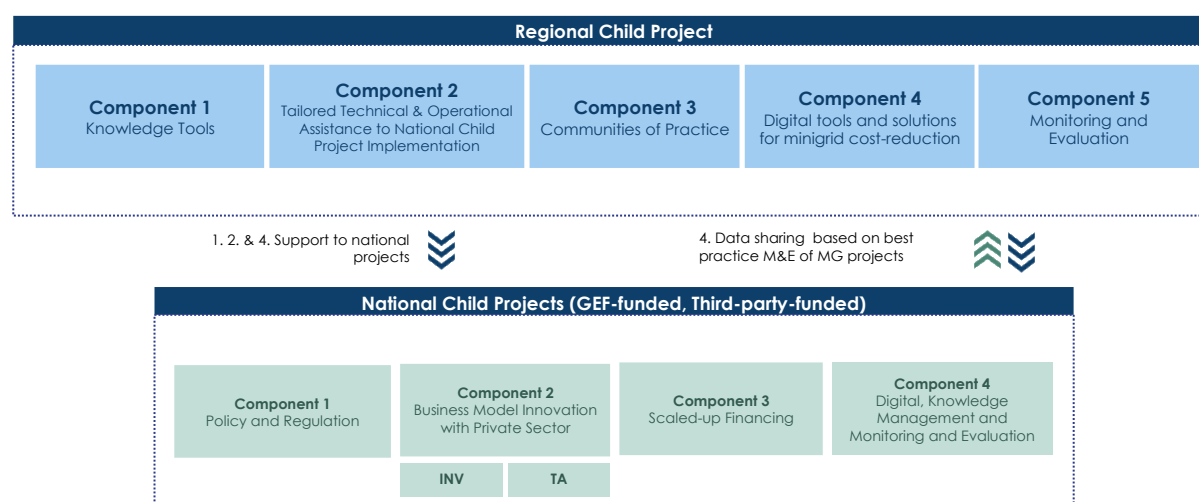 Regional Child Project
Component 1
Knowledge Tools
Component 2
Tailored Technical & Operational
Assistance to National Child
Project Implementation
Component 3
Communities of Practice
Component 4
Digital tools and solutions
for minigrid cost-reduction
Component 5
Monitoring and
Evaluation
1. 2. & 4. Support to national
projects
4. Data sharing based on best
practice M&E of MG projects
National Child Projects (GEF-funded, Third-party-funded)
Component 1
Policy and Regulation
Component 2
Business Model Innovation
with Private Sector
INV
TA
Component 3
Scaled-up Financing
Component 4
Digital, Knowledge
Management and
Monitoring and Evaluation